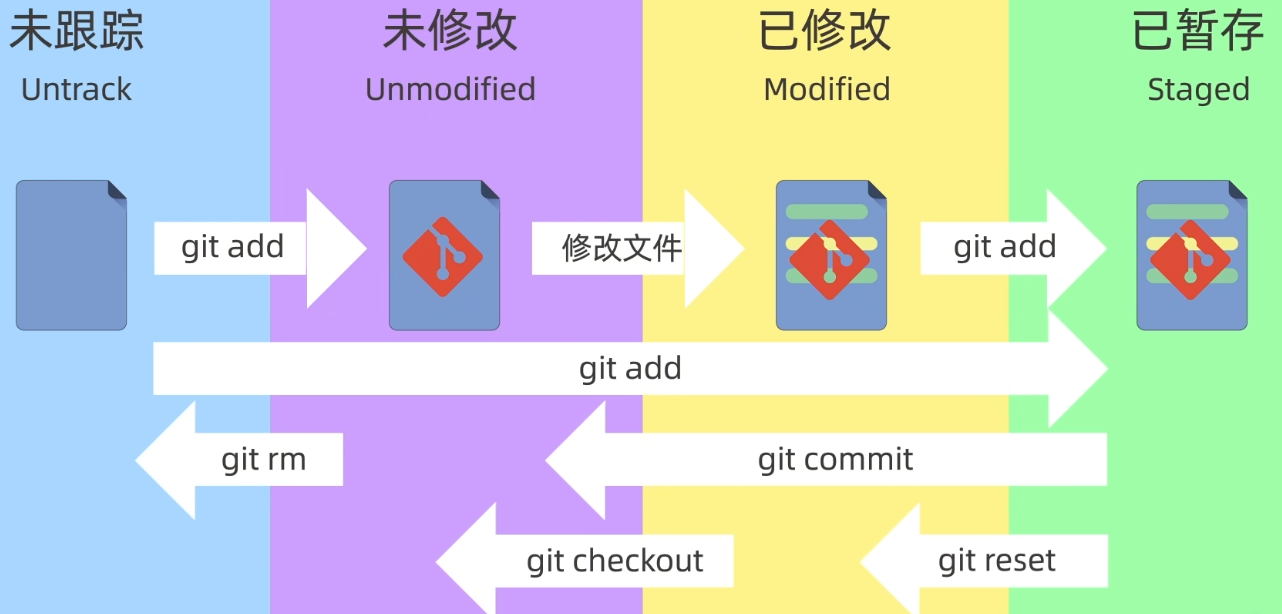 未跟踪
Untrack
未修改
Unmodified
已修改
Modified
已暂存
Staged
git add
修改文件
git add
git add
git rm
git commit
git checkout
git reset